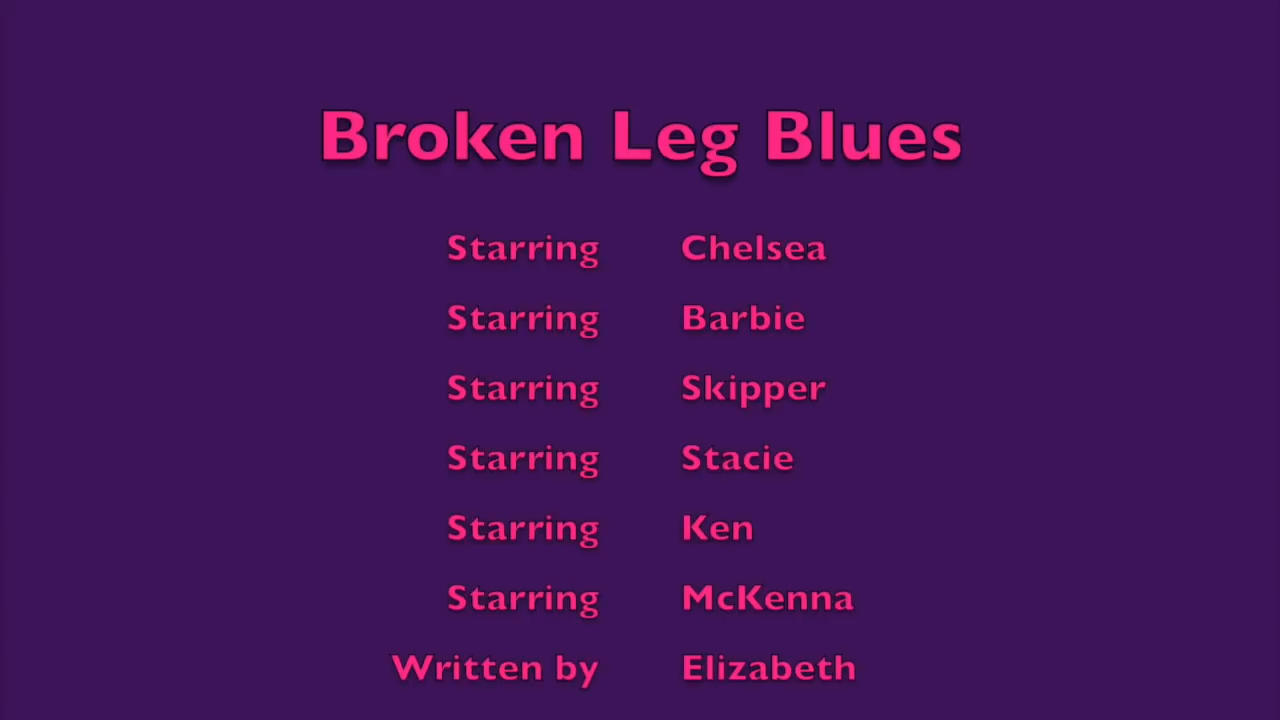 Broken Leg Blues
Starring Chelsea
Starring Barbie
Starring Skipper
Starring Stacie
Starring Ken
Starring McKenna
Written by Elizabeth